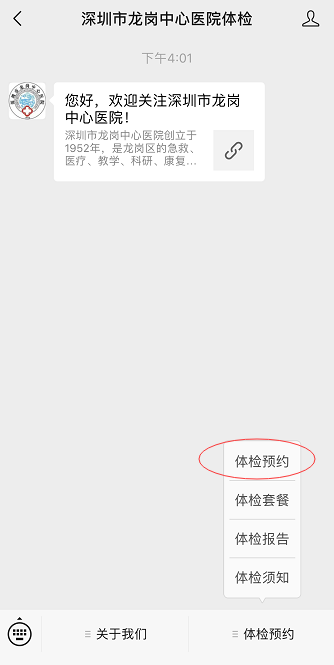 深圳市龙岗中心医院体检
下午4:01
您好，欢迎关注深圳市龙岗
中心医院！
深圳市龙岗中心医院创立于
1952年，是龙岗区的急救、
医疗、教学、科研、康复...
体检预约
体检套餐
体检报告
体检须知
关于我们
体检预约